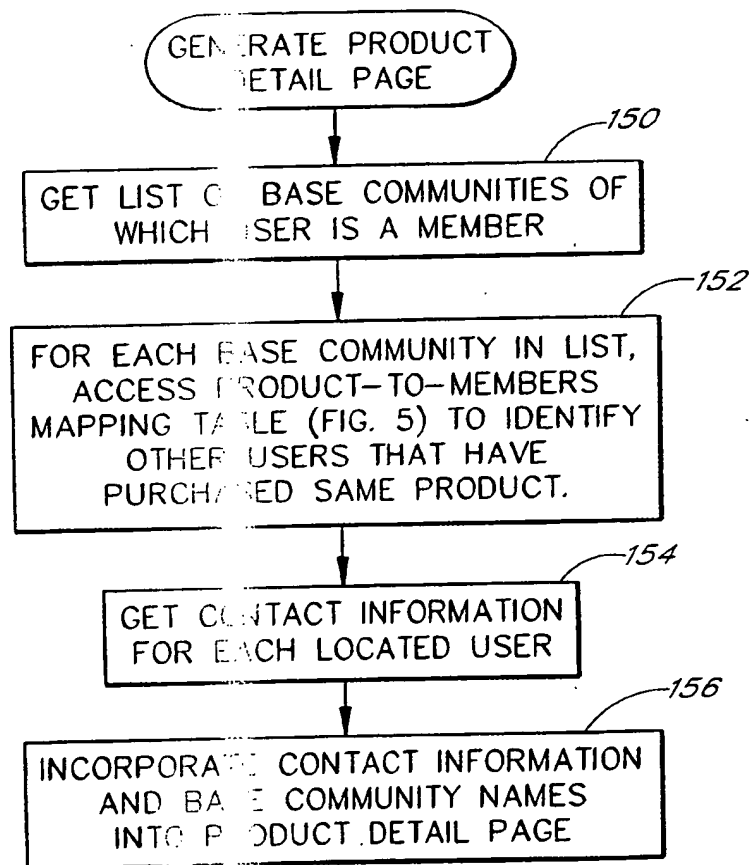 GENERATE PRODUCT
DETAIL PAGE
150
GET LIST OF BASE COMMUNITIES OF
WHICH USER IS A MEMBER
152
FOR EACH BASE COMMUNITY IN LIST,
ACCESS PRODUCT-TO-MEMBERS
MAPPING TABLE (FIG. 5) TO IDENTIFY
OTHER USERS THAT HAVE
PURCHASED SAME PRODUCT.
154
GET CONTACT INFORMATION
FOR EACH LOCATED USER
156
INCORPORATE CONTACT INFORMATION
AND BASE COMMUNITY NAMES
INTO PRODUCT DETAIL PAGE